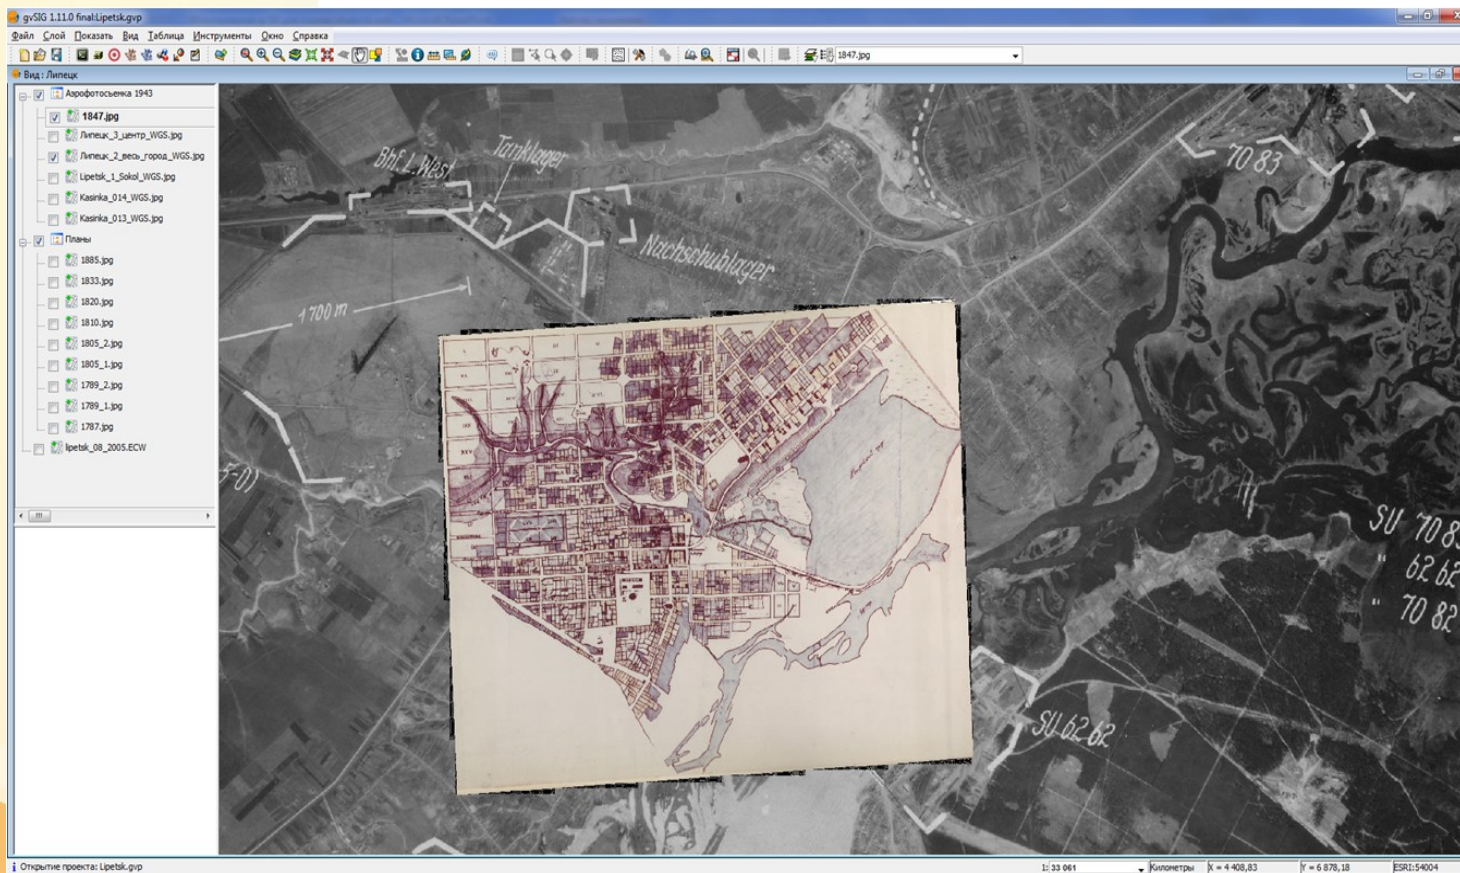 gvSIG 1.11.0 final:Lipetsk.gvp
Файл Слой Показать Вид Таблица Инструменты Окно Справка
1847.jpg
Вид : Липецк
Аэрофотосъенка 1943
1847.jpg
Липецк_3_центр_WGS.jpg
Липецк_2_весь_город_WGS.jpg
Lipetsk_1_Sokol_WGS.jpg
Kasinka_014_WGS.jpg
Kasinka_013_WGS.jpg
Планы
1885.jpg
1833.jpg
1820.jpg
1810.jpg
1805_2.jpg
1805_1.jpg
1789_2.jpg
1789_1.jpg
1787.jpg
lipetsk_08_2005.ECW
Bhf. L. West
Tanklager
Nachschublager
1700 m
70 83
5-01
SU 70 83
" 62 62
" 70 82
SU 62 62
Открытие проекта: Lipetsk.gvp
1: 33 061
Километры
X = 4 408,83
Y = 6 878,18
ESRI:54004